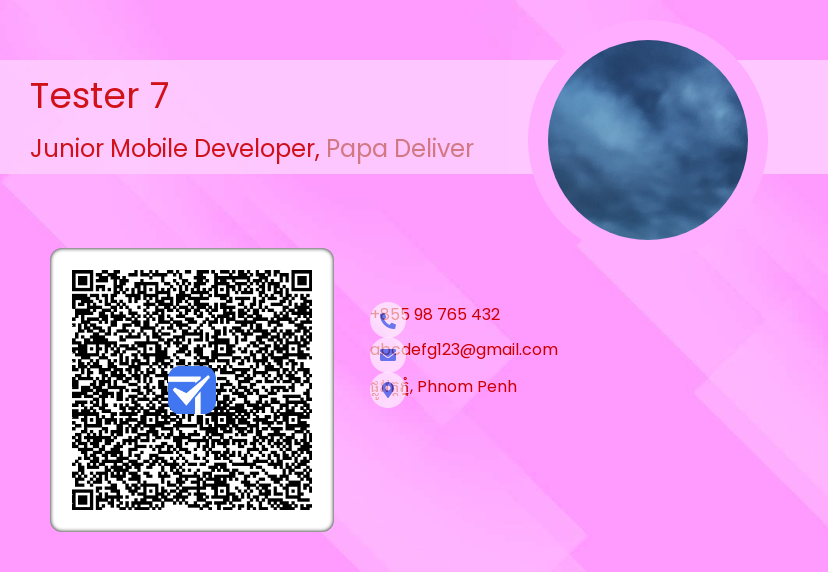 Tester 7
Junior Mobile Developer, Papa Deliver
+855 98 765 432
abcdefg123@gmail.com
, Phnom Penh